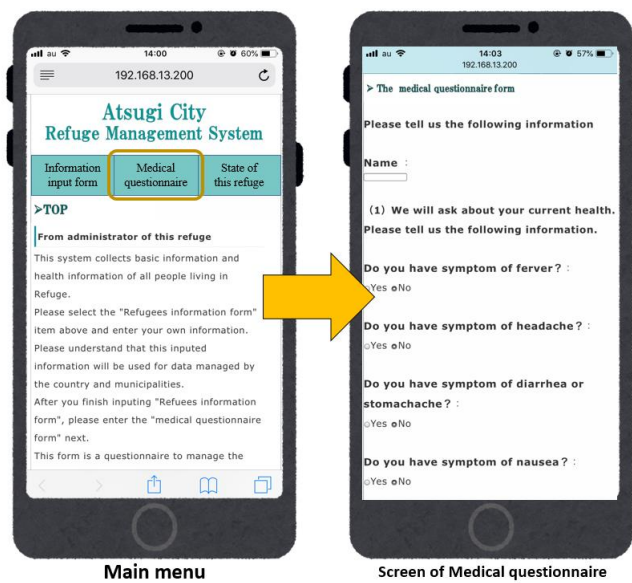 au 14:00 60%
192.168.13.200
Atsugi City
Refuge Management System
Information
input form
Medical
questionnaire
State of
this refuge
➢TOP
From administrator of this refuge
This system collects basic information and
health information of all people living in
Refuge.
Please select the "Refugees information form"
item above and enter your own information.
Please understand that this inputed
information will be used for data managed by
the country and municipalities.
After you finish inputing "Refuees information
form", please enter the "medical questionnaire
form" next.
This form is a questionnaire to manage the
Main menu
au 14:03 57%
192.168.13.200
➢ The medical questionnaire form
Please tell us the following information
Name :
(1) We will ask about your current health.
Please tell us the following information.
Do you have symptom of ferver? :
Yes No
Do you have symptom of headache? :
Yes No
Do you have symptom of diarrhea or
stomachache? :
Yes No
Do you have symptom of nausea? :
Yes No
Screen of Medical questionnaire